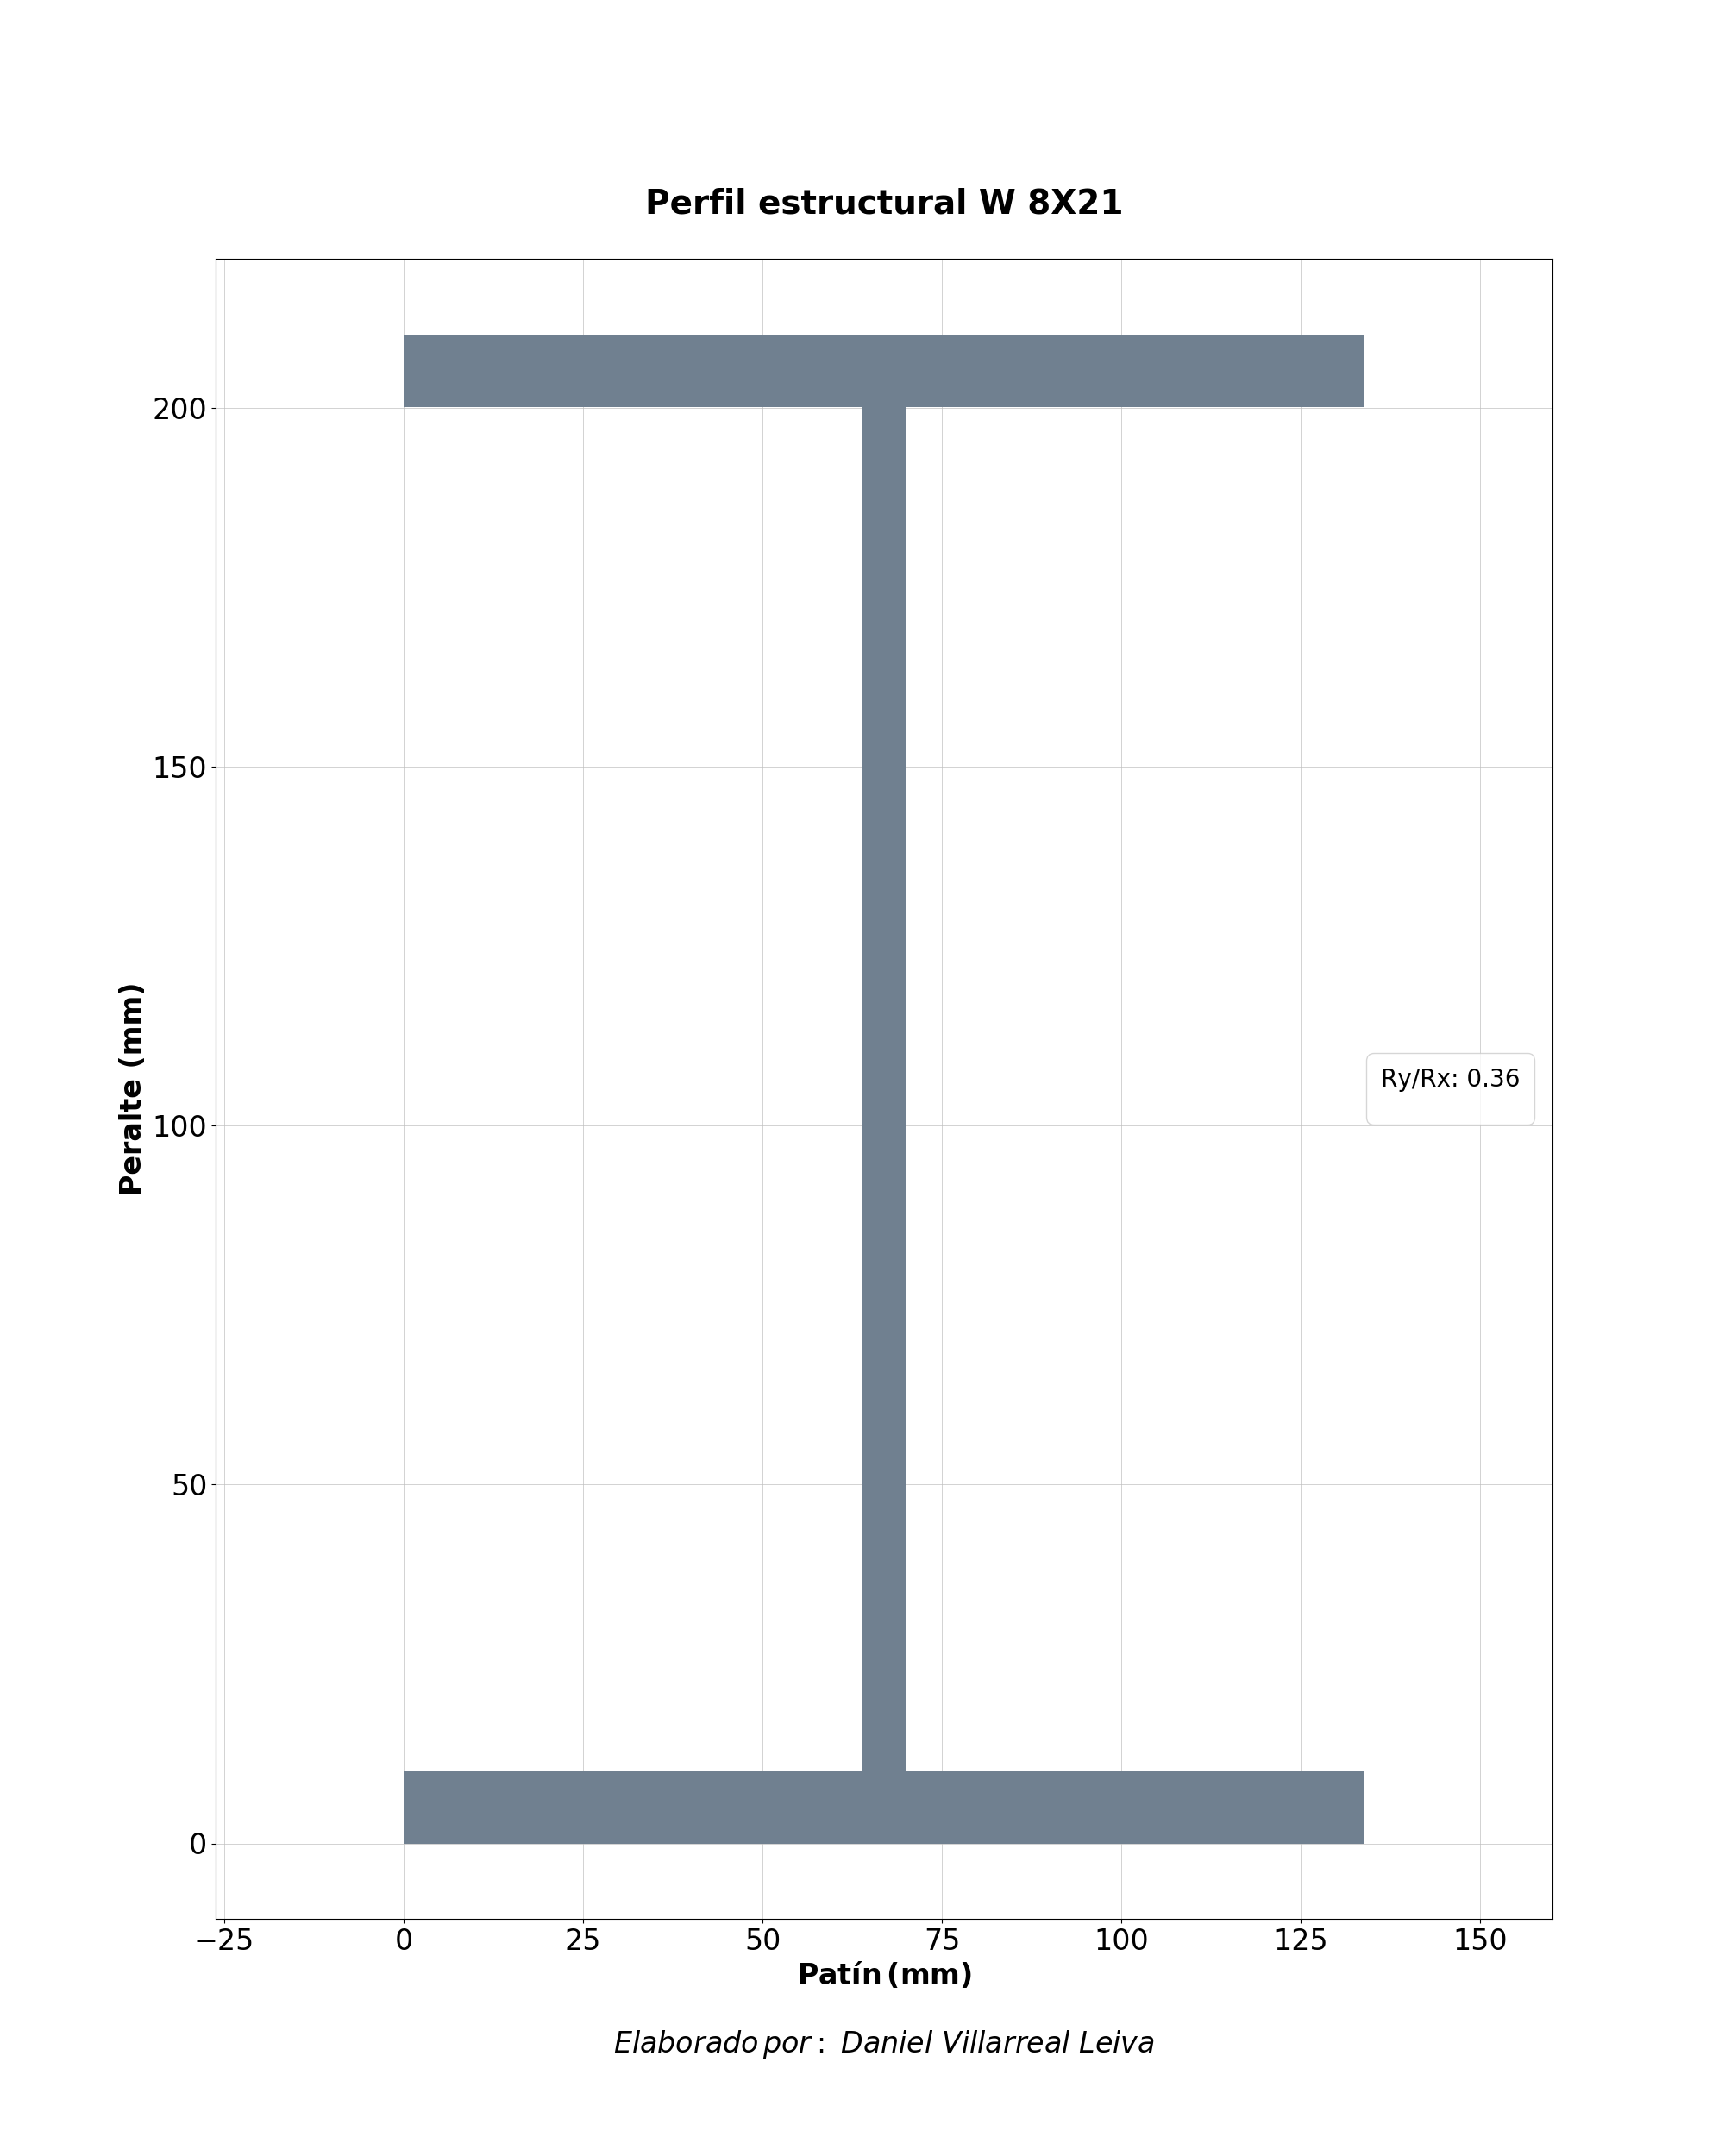 Perfil estructural W 8X21
Peralte (mm)
200
150
100
50
0
Ry/Rx: 0.36
−25 0 25 50 75 100 125 150
Patín (mm)
Elaborado por: Daniel Villarreal Leiva